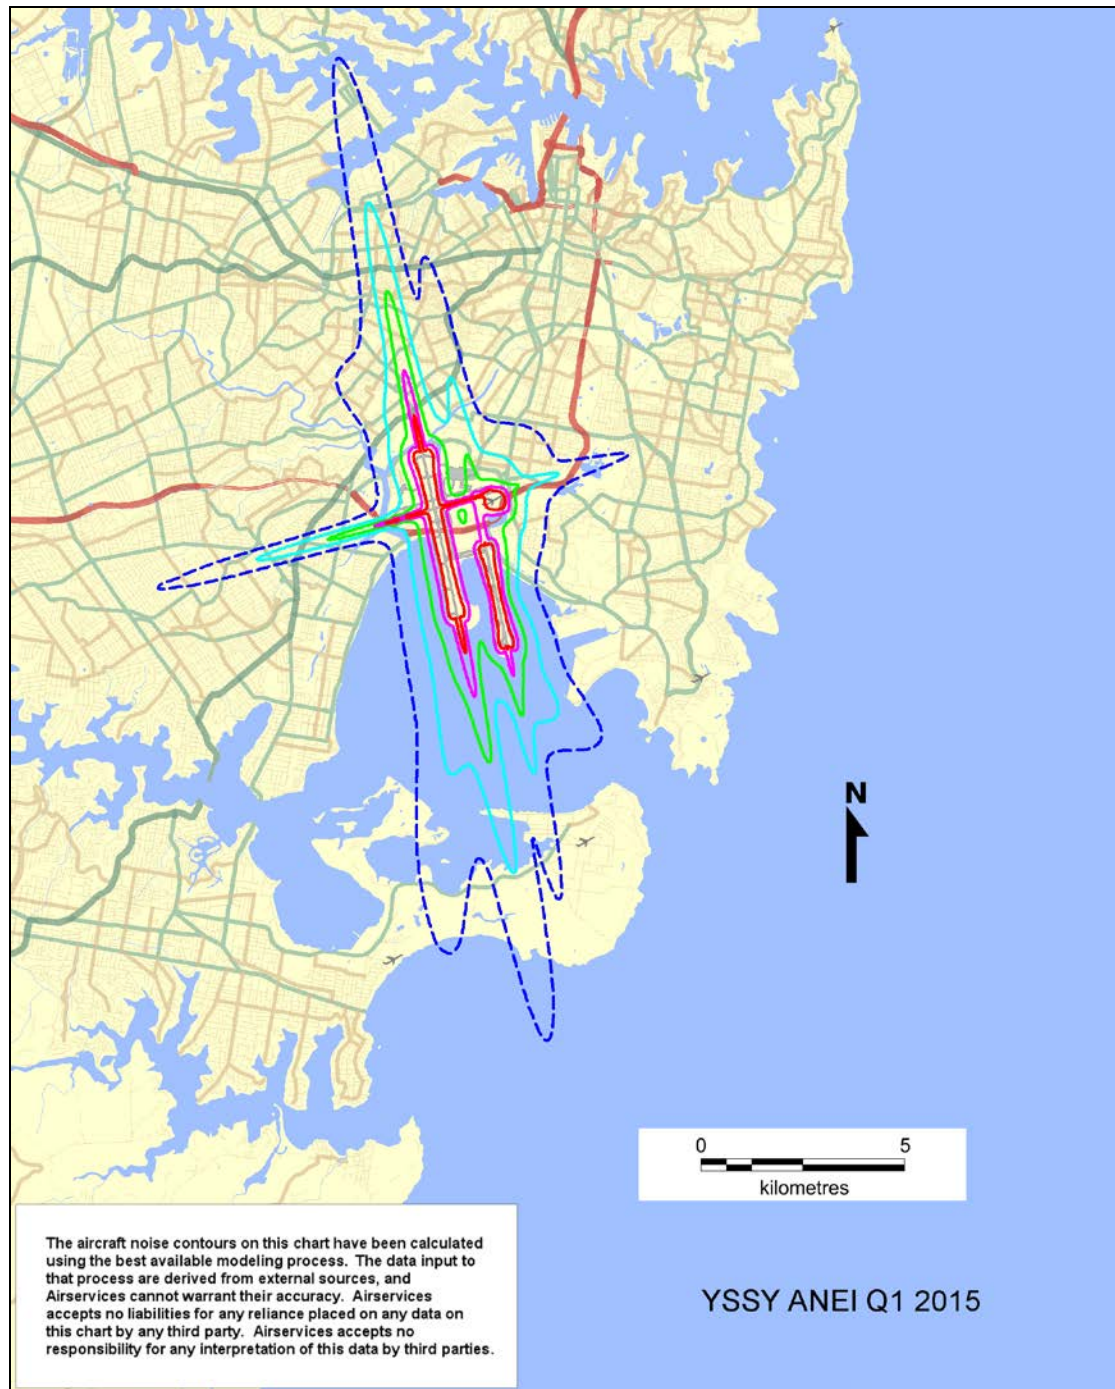 N
0 5
kilometres
The aircraft noise contours on this chart have been calculated
using the best available modeling process. The data input to
that process are derived from external sources, and
Airservices cannot warrant their accuracy. Airservices
accepts no liabilities for any reliance placed on any data on
this chart by any third party. Airservices accepts no
responsibility for any interpretation of this data by third parties.
YSSY ANEI Q1 2015